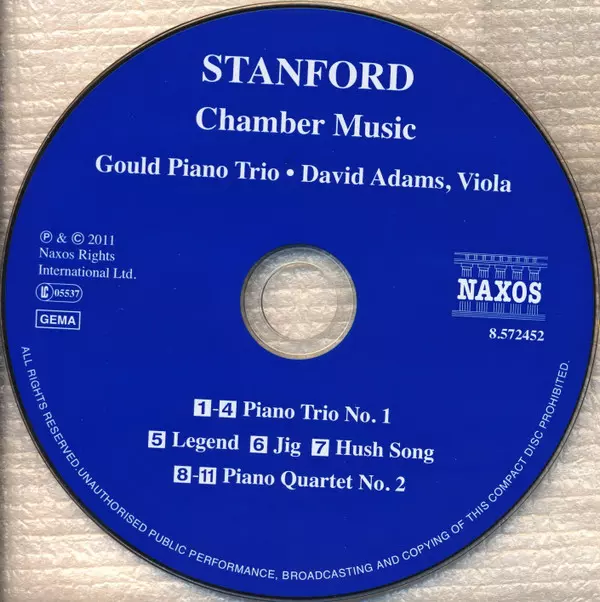 STANFORD
Chamber Music
Gould Piano Trio • David Adams, Viola
℗ & © 2011
Naxos Rights
International Ltd.
LC 05537
GEMA
NAXOS
8.572452
1-4 Piano Trio No. 1
5 Legend 6 Jig 7 Hush Song
8-11 Piano Quartet No. 2
ALL RIGHTS RESERVED. UNAUTHORISED PUBLIC PERFORMANCE, BROADCASTING AND COPYING OF THIS COMPACT DISC PROHIBITED.